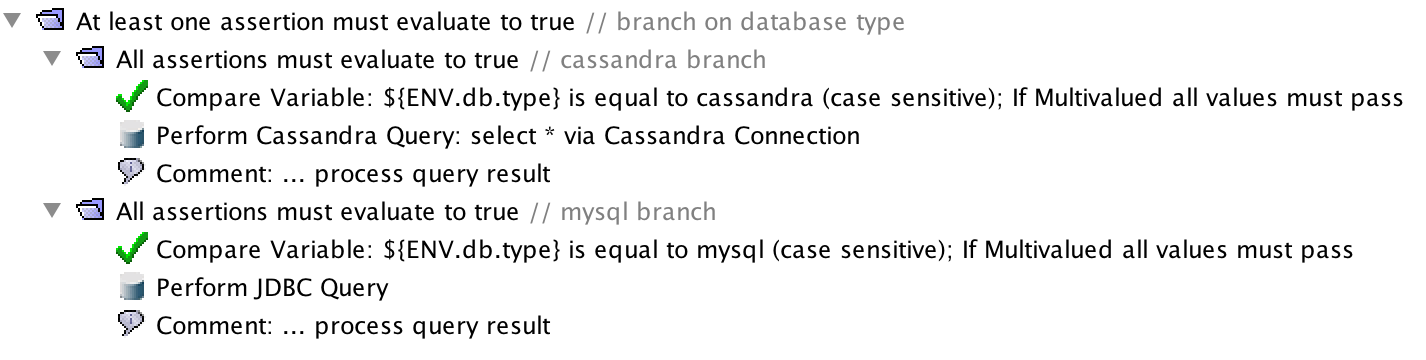 At least one assertion must evaluate to true // branch on database type
All assertions must evaluate to true // cassandra branch
Compare Variable: ${ENV.db.type} is equal to cassandra (case sensitive); If Multivalued all values must pass
Perform Cassandra Query: select * via Cassandra Connection
Comment: ... process query result
All assertions must evaluate to true // mysql branch
Compare Variable: ${ENV.db.type} is equal to mysql (case sensitive); If Multivalued all values must pass
Perform JDBC Query
Comment: ... process query result